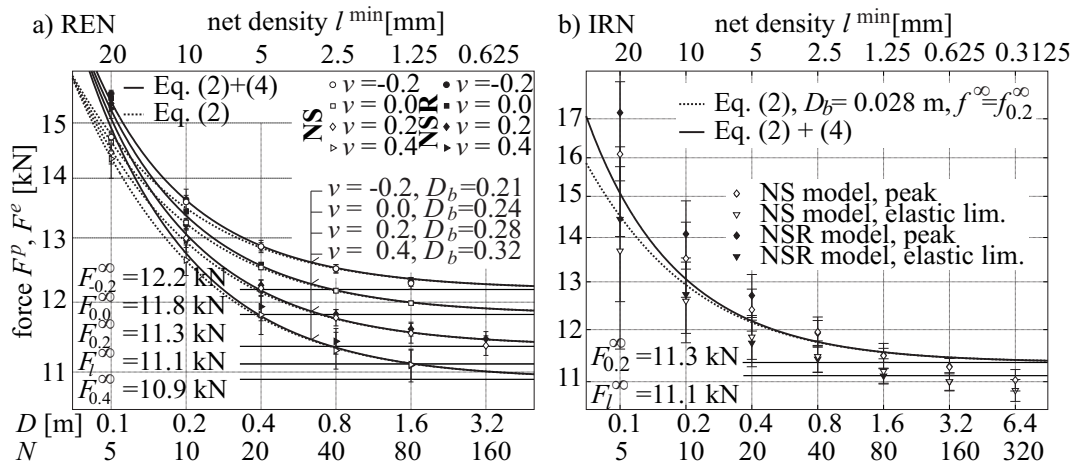 a) REN net density l^min [mm]
20 10 5 2.5 1.25 0.625
Eq. (2)+(4)
Eq. (2)
NS
ν =-0.2
ν = 0.0
ν = 0.2
ν = 0.4
NSR
ν =-0.2
ν = 0.0
ν = 0.2
ν = 0.4
ν = -0.2, D_b=0.21
ν = 0.0, D_b=0.24
ν = 0.2, D_b=0.28
ν = 0.4, D_b=0.32
force F^p, F^e [kN]
15
14
13
12
11
F_0.2^∞ =12.2 kN
F_0.0^∞ =11.8 kN
F_0.2^∞ =11.3 kN
F_l^∞ =11.1 kN
F_0.4^∞ =10.9 kN
D [m] 0.1 0.2 0.4 0.8 1.6 3.2
N 5 10 20 40 80 160
b) IRN net density l^min [mm]
20 10 5 2.5 1.25 0.625 0.3125
Eq. (2), D_b= 0.028 m, f^∞=f_0.2^∞
Eq. (2) + (4)
NS model, peak
NS model, elastic lim.
NSR model, peak
NSR model, elastic lim.
17
16
15
14
13
12
11
F_0.2^∞ =11.3 kN
F_l^∞ =11.1 kN
0.1 0.2 0.4 0.8 1.6 3.2 6.4
5 10 20 40 80 160 320